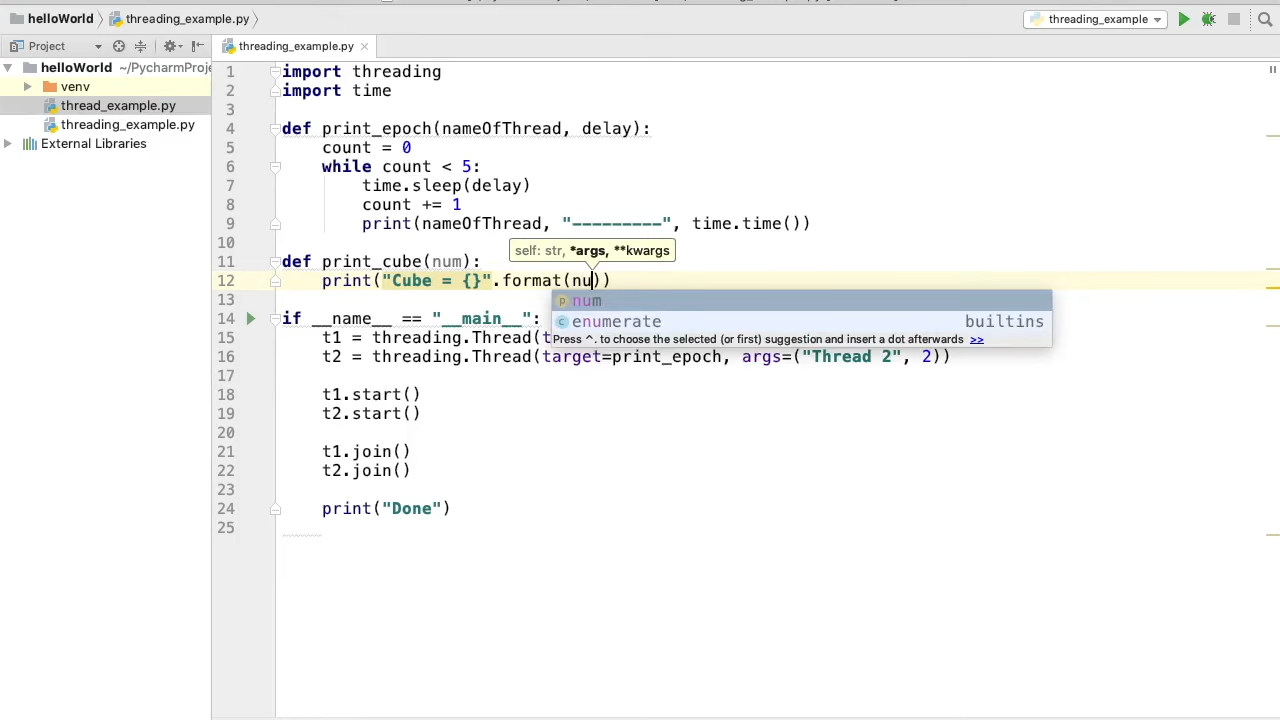 helloWorld threading_example.py threading_example
Project threading_example.py
helloWorld ~/PycharmProje
venv
thread_example.py
threading_example.py
External Libraries
1 import threading
2 import time
3
4 def print_epoch(nameOfThread, delay):
5 count = 0
6 while count < 5:
7 time.sleep(delay)
8 count += 1
9 print(nameOfThread, "---------", time.time())
10
self: str, *args, **kwargs
11 def print_cube(num):
12 print("Cube = {}".format(nu))
num
enumerate builtins
Press ^. to choose the selected (or first) suggestion and insert a dot afterwards >>
13
14 if __name__ == "__main__":
15 t1 = threading.Thread(t
16 t2 = threading.Thread(target=print_epoch, args=("Thread 2", 2))
17
18 t1.start()
19 t2.start()
20
21 t1.join()
22 t2.join()
23
24 print("Done")
25